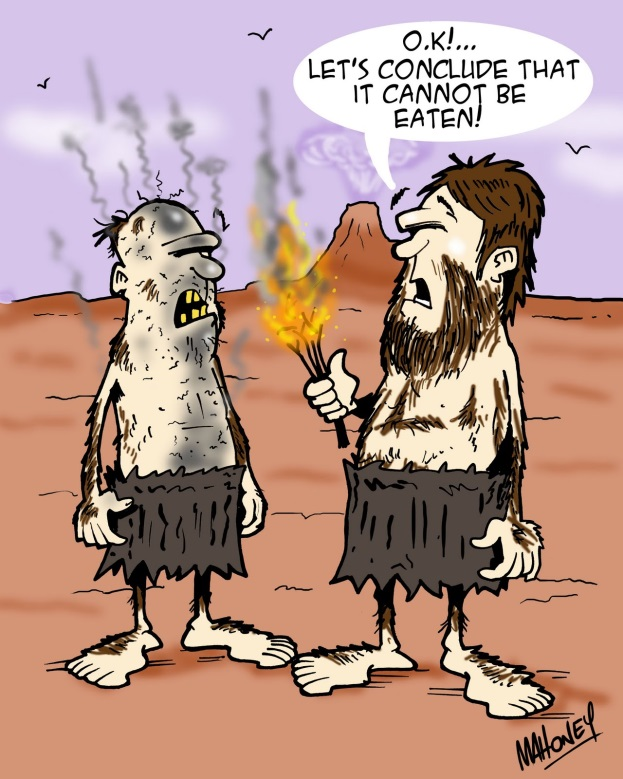 O.K!...
LET'S CONCLUDE THAT
IT CANNOT BE
EATEN!
MAHONEY